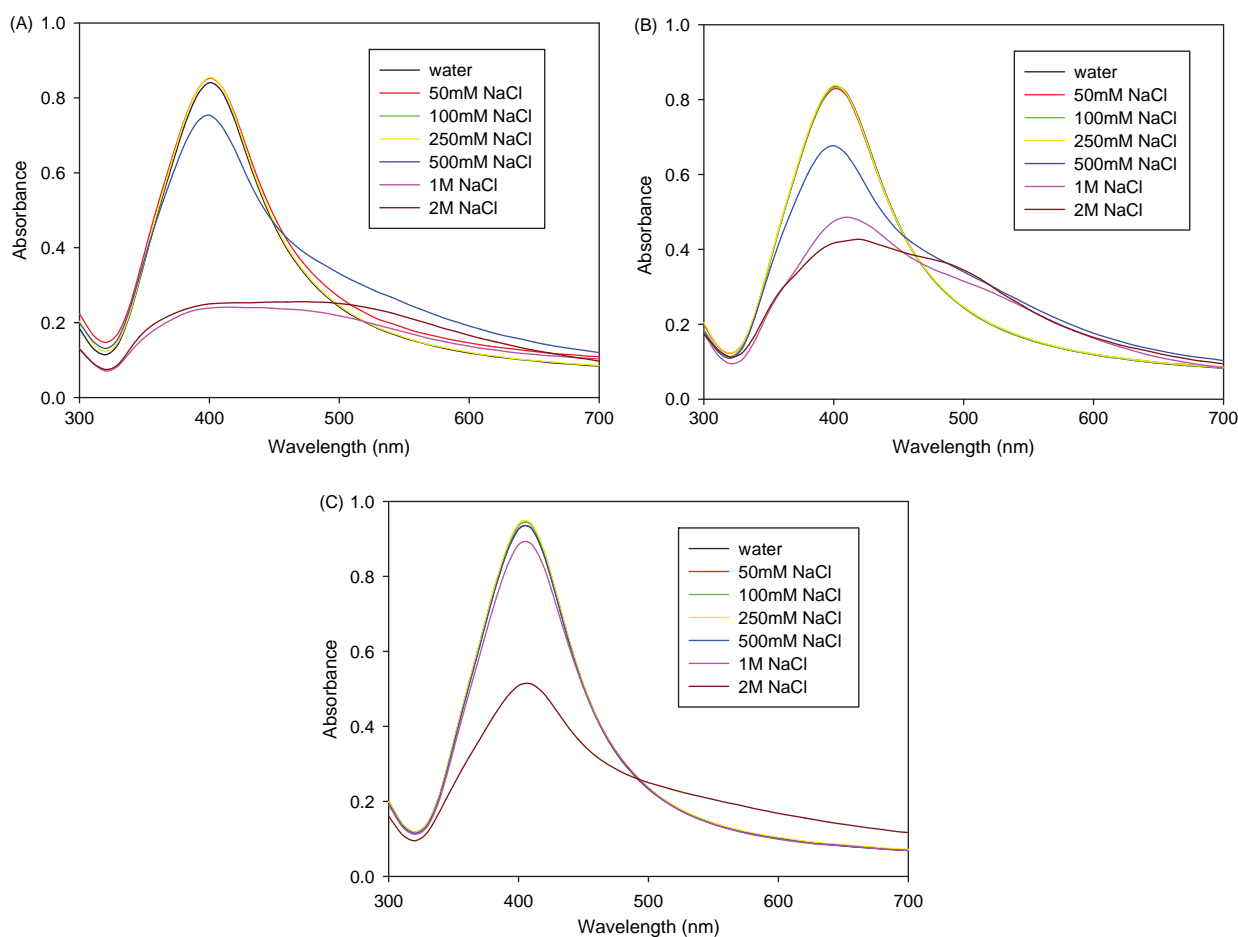 (A)
1.0
0.8
0.6
0.4
0.2
0.0
Absorbance
300
400
500
600
700
Wavelength (nm)
water
50mM NaCl
100mM NaCl
250mM NaCl
500mM NaCl
1M NaCl
2M NaCl
(B)
1.0
0.8
0.6
0.4
0.2
0.0
Absorbance
300
400
500
600
700
Wavelength (nm)
water
50mM NaCl
100mM NaCl
250mM NaCl
500mM NaCl
1M NaCl
2M NaCl
(C)
1.0
0.8
0.6
0.4
0.2
0.0
Absorbance
300
400
500
600
700
Wavelength (nm)
water
50mM NaCl
100mM NaCl
250mM NaCl
500mM NaCl
1M NaCl
2M NaCl